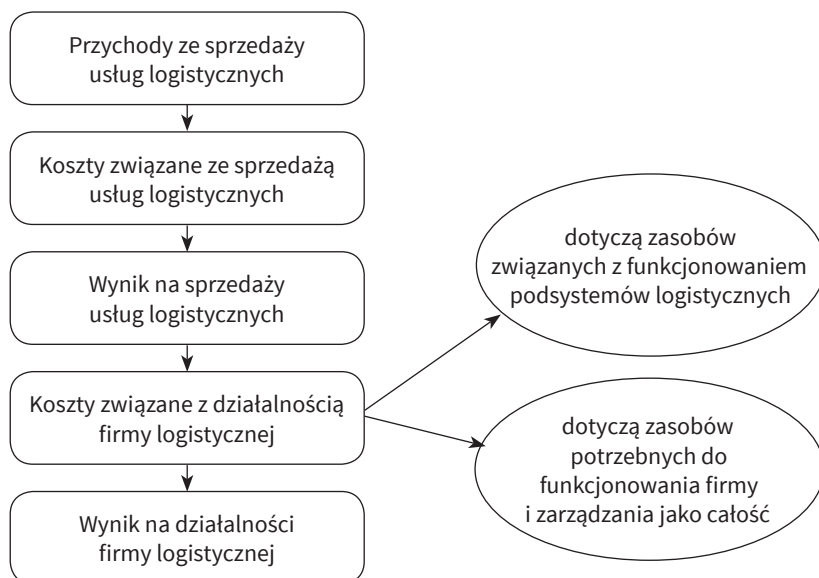 Przychody ze sprzedaży
usług logistycznych
Koszty związane ze sprzedażą
usług logistycznych
Wynik na sprzedaży
usług logistycznych
Koszty związane z działalnością
firmy logistycznej
Wynik na działalności
firmy logistycznej
dotyczą zasobów
związanych z funkcjonowaniem
podsystemów logistycznych
dotyczą zasobów
potrzebnych do
funkcjonowania firmy
i zarządzania jako całość